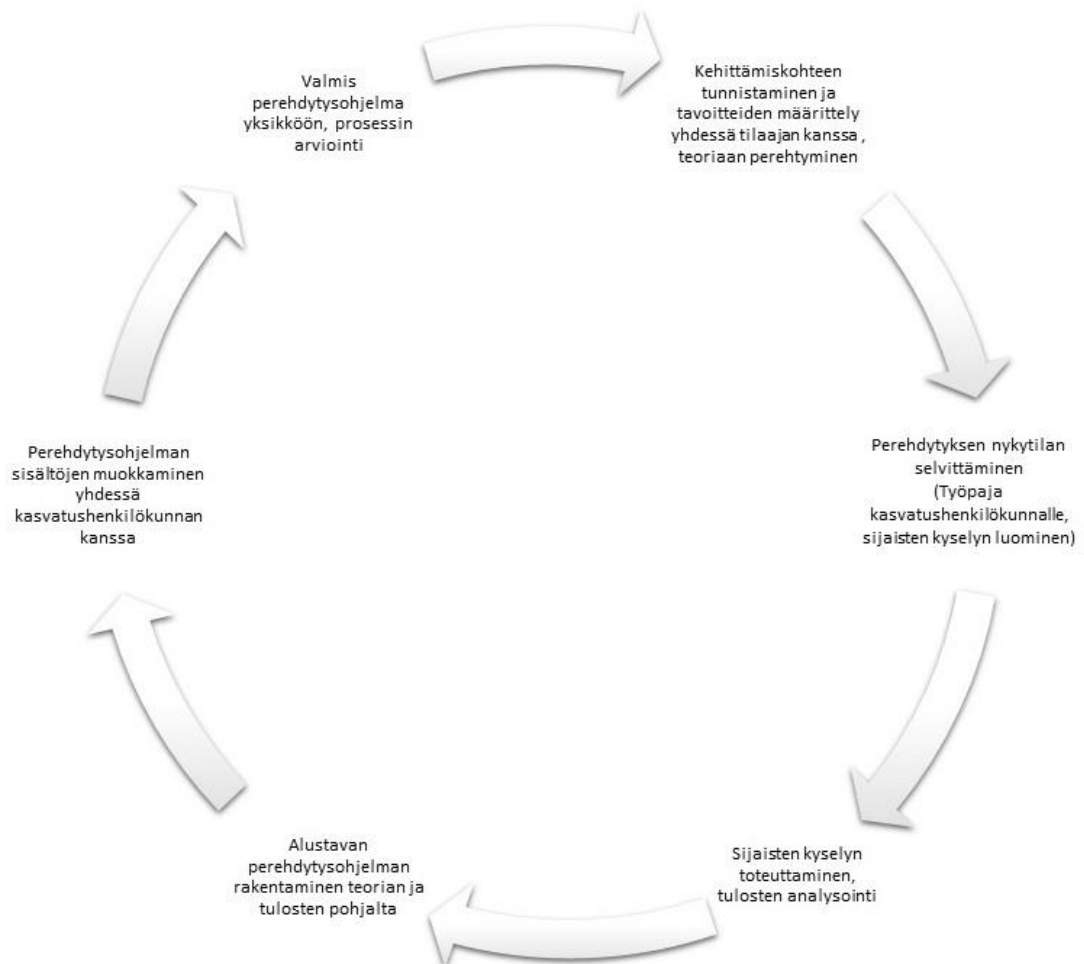 Valmis
perehdytysohjelma
yksikköön, prosessin
arviointi
Kehittämiskohteen
tunnistaminen ja
tavoitteiden määrittely
yhdessä tilaajan kanssa ,
teoriaan perehtyminen
Perehdytyksen nykytilan
selvittäminen
(Työpaja
kasvatushenkilökunnalle,
sijaisten kyselyn luominen)
Sijaisten kyselyn
toteuttaminen,
tulosten analysointi
Alustavan
perehdytysohjelman
rakentaminen teorian ja
tulosten pohjalta
Perehdytysohjelman
sisältöjen muokkaminen
yhdessä
kasvatushenkilökunnan
kanssa